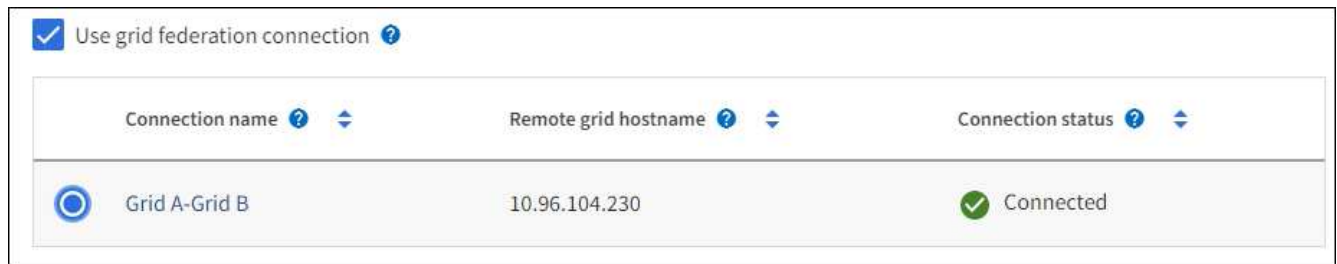 Use grid federation connection
Connection name Remote grid hostname Connection status
Grid A-Grid B 10.96.104.230 Connected